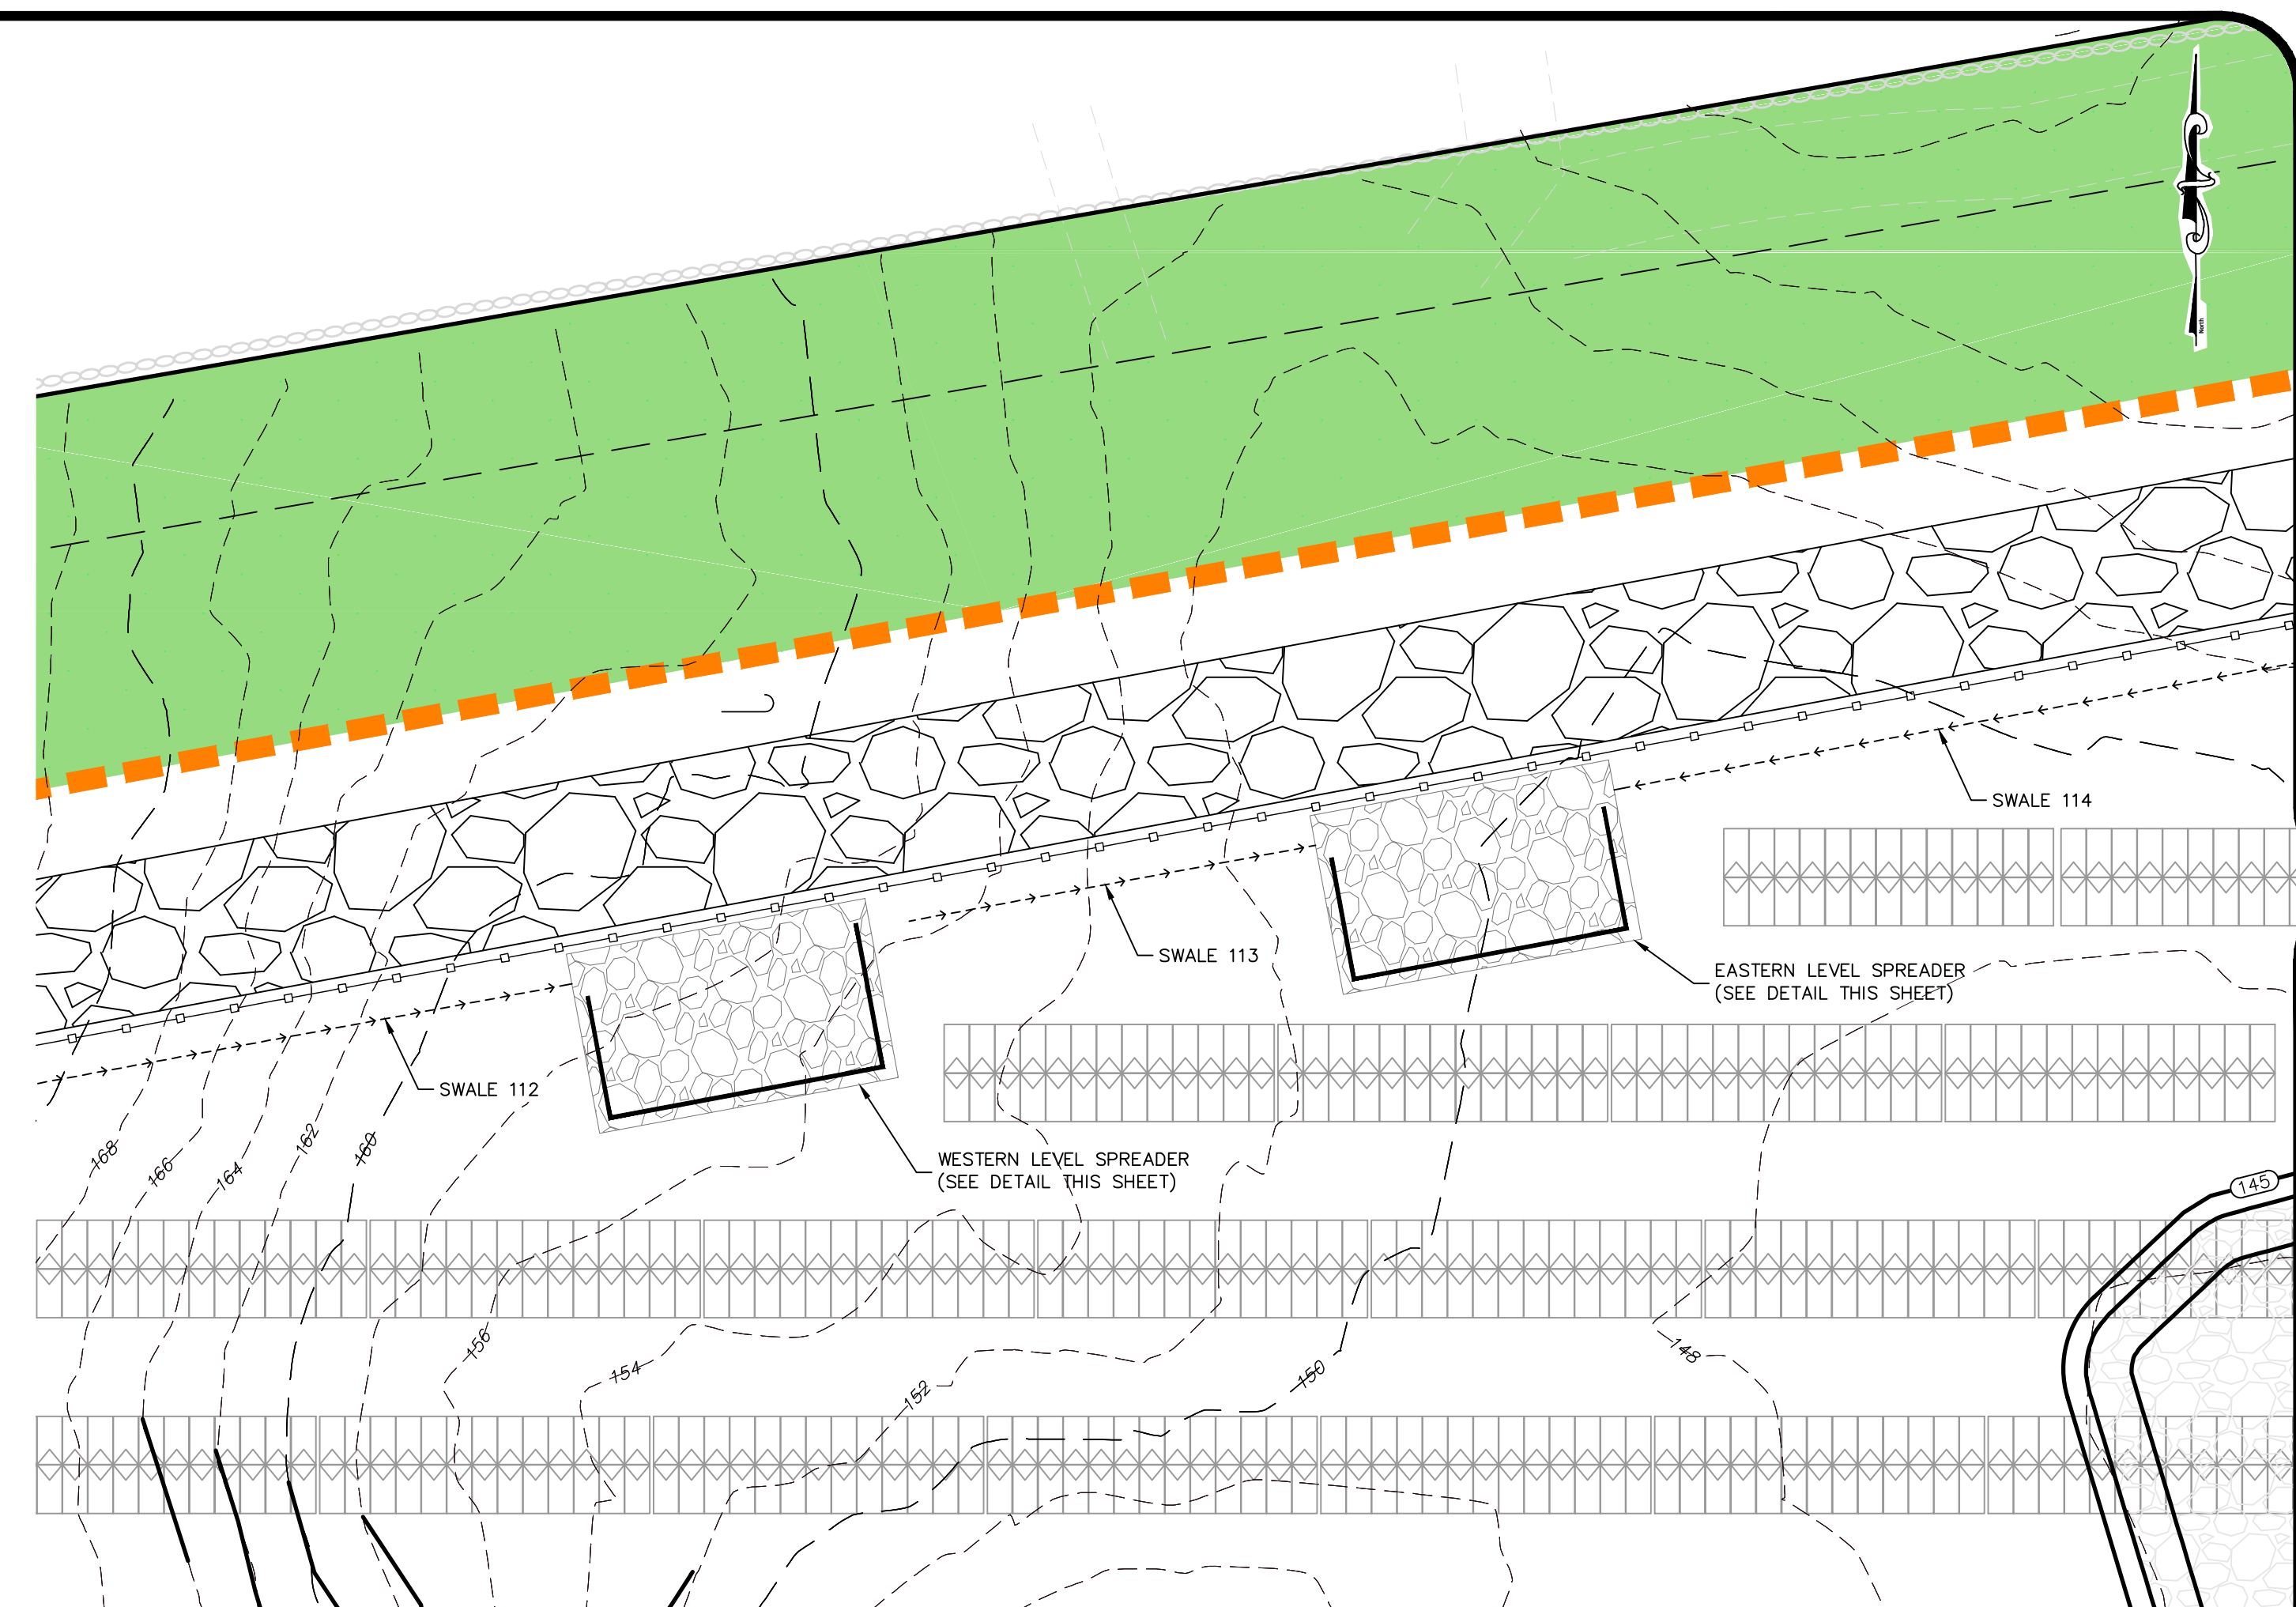 North
SWALE 114
SWALE 113
EASTERN LEVEL SPREADER
(SEE DETAIL THIS SHEET)
SWALE 112
WESTERN LEVEL SPREADER
(SEE DETAIL THIS SHEET)
168
166
164
162
160
145
156
154
152
150
148